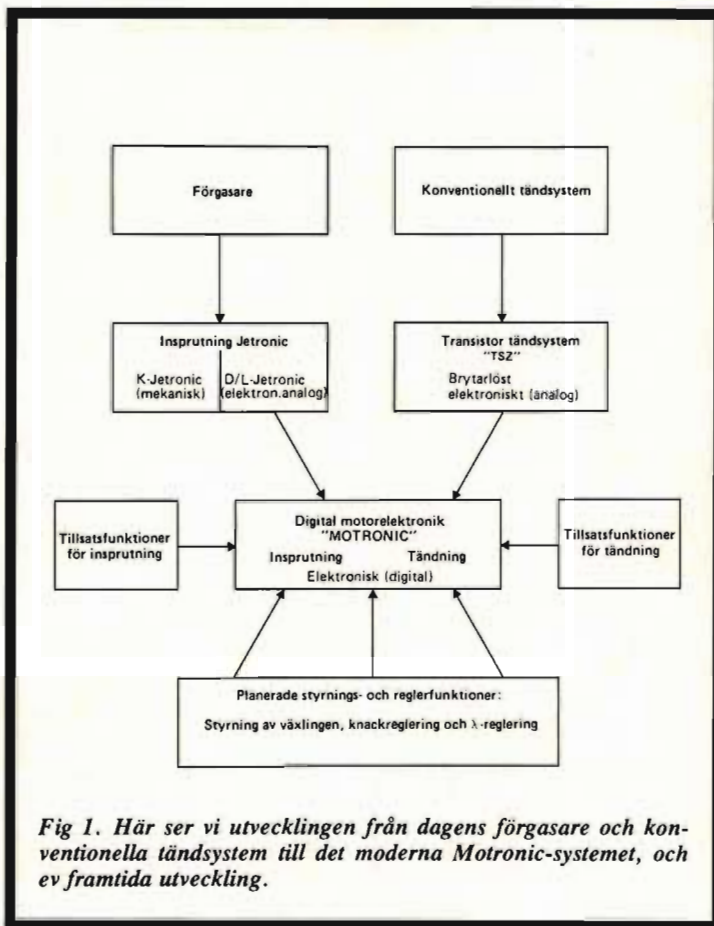 Förgasare
Konventionellt tändsystem
Insprutning Jetronic
K-Jetronic
(mekanisk)
D/L-Jetronic
(elektron.analog)
Transistor tändsystem
"TSZ"
Brytarlöst
elektroniskt (analog)
Tillsatsfunktioner
för insprutning
Digital motorelektronik
"MOTRONIC"
Insprutning Tändning
Elektronisk (digital)
Tillsatsfunktioner
för tändning
Planerade styrnings- och reglerfunktioner:
Styrning av växlingen, knackreglering och λ-reglering
Fig 1. Här ser vi utvecklingen från dagens förgasare och kon-
ventionella tändsystem till det moderna Motronic-systemet, och
ev framtida utveckling.